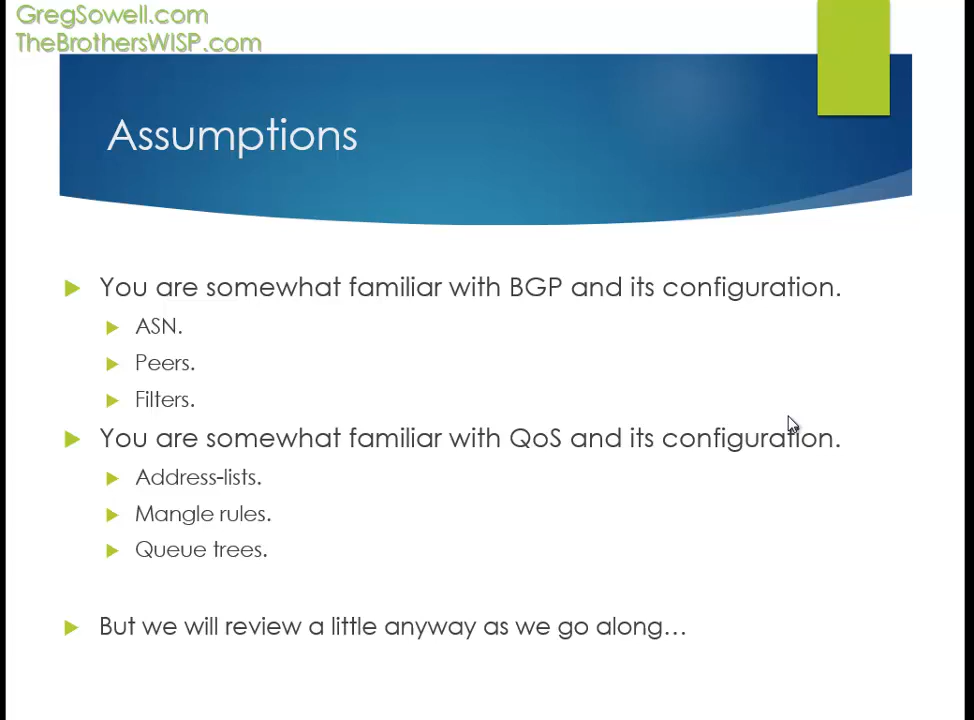 GregSowell.com
TheBrothersWISP.com
Assumptions
You are somewhat familiar with BGP and its configuration.
ASN.
Peers.
Filters.
You are somewhat familiar with QoS and its configuration.
Address-lists.
Mangle rules.
Queue trees.
But we will review a little anyway as we go along…